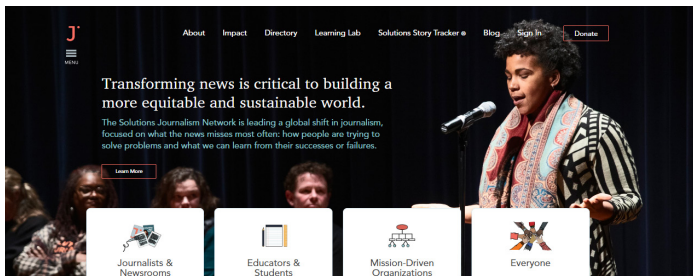 J
About Impact Directory Learning Lab Solutions Story Tracker Blog Sign In Donate
MENU
Transforming news is critical to building a
more equitable and sustainable world.
The Solutions Journalism Network is leading a global shift in journalism,
focused on what the news misses most often: how people are trying to
solve problems and what we can learn from their successes or failures.
Learn More
Journalists & Educators & Mission-Driven Everyone
Newsrooms Students Organizations